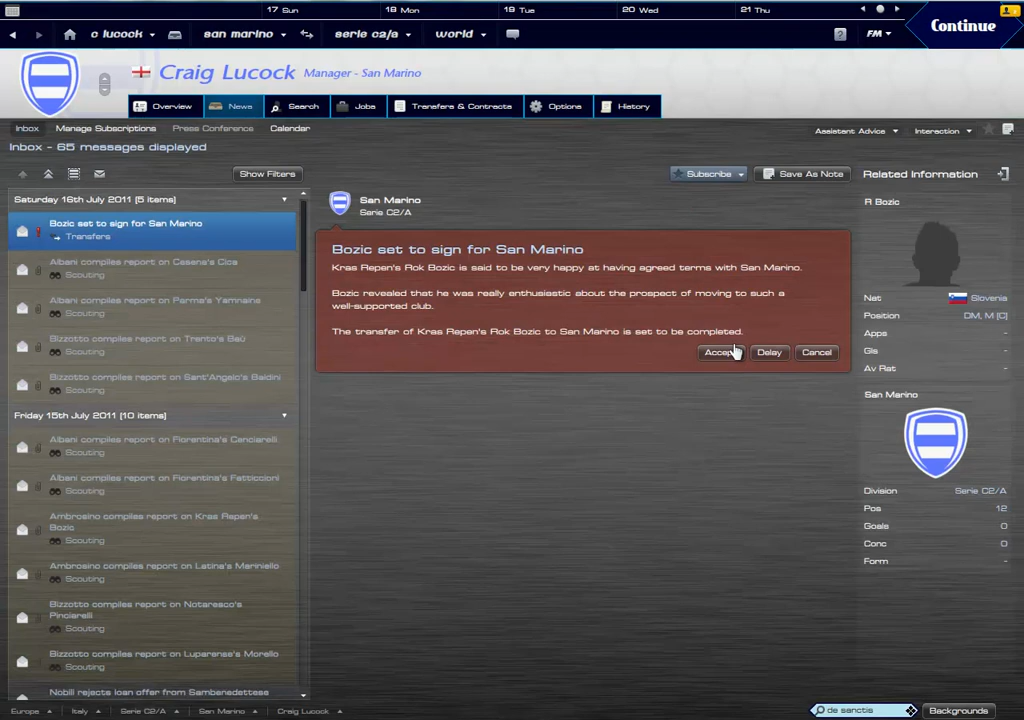 17 Sun
18 Mon
19 Tue
20 Wed
21 Thu
Continue
c lucock
san marino
serie c2/a
world
?
FM
Craig Lucock Manager - San Marino
Overview
News
Search
Jobs
Transfers & Contracts
Options
History
Inbox
Manage Subscriptions
Press Conference
Calendar
Assistant Advice
Interaction
Inbox - 65 messages displayed
Show Filters
Subscribe
Save As Note
Related Information
Saturday 16th July 2011 (5 items)
Bozic set to sign for San Marino
Transfers
Albani compiles report on Cesena's Cica
Scouting
Albani compiles report on Parma's Yamnaine
Scouting
Bizzotto compiles report on Trento's Baú
Scouting
Bizzotto compiles report on Sant'Angelo's Baldini
Scouting
Friday 15th July 2011 (10 items)
Albani compiles report on Fiorentina's Cenciarelli
Scouting
Albani compiles report on Fiorentina's Fatticcioni
Scouting
Ambrosino compiles report on Kras Repen's
Bozic
Scouting
Ambrosino compiles report on Latina's Mariniello
Scouting
Bizzotto compiles report on Notaresco's
Pinciarelli
Scouting
Bizzotto compiles report on Luparense's Morello
Scouting
Nobili rejects loan offer from Sambenedettese
San Marino
Serie C2/A
Bozic set to sign for San Marino
Kras Repen's Rok Bozic is said to be very happy at having agreed terms with San Marino.
Bozic revealed that he was really enthusiastic about the prospect of moving to such a
well-supported club.
The transfer of Kras Repen's Rok Bozic to San Marino is set to be completed.
Accept
Delay
Cancel
R Bozic
Nat Slovenia
Position DM, M (C)
Apps -
Gls -
Av Rat -
San Marino
Division Serie C2/A
Pos 12
Goals 0
Conc 0
Form -
Europe
Italy
Serie C2/A
San Marino
Craig Lucock
de sanctis
Backgrounds